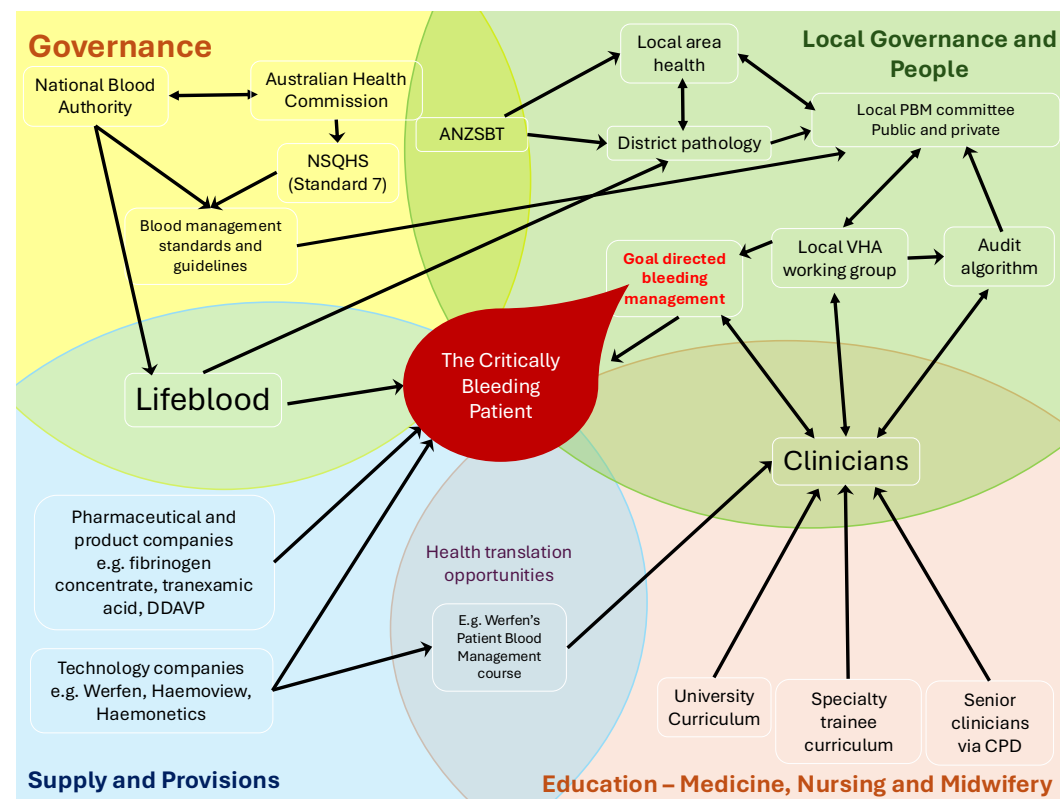 Governance
National Blood
Authority
Australian Health
Commission
NSQHS
(Standard 7)
Blood management
standards and
guidelines
ANZSBT
Local Governance and
People
Local area
health
District pathology
Local PBM committee
Public and private
Goal directed
bleeding
management
Local VHA
working group
Audit
algorithm
Lifeblood
The Critically
Bleeding
Patient
Clinicians
Pharmaceutical and
product companies
e.g. fibrinogen
concentrate, tranexamic
acid, DDAVP
Technology companies
e.g. Werfen, Haemoview,
Haemonetics
Supply and Provisions
Health translation
opportunities
E.g. Werfen's
Patient Blood
Management
course
University
Curriculum
Specialty
trainee
curriculum
Senior
clinicians
via CPD
Education – Medicine, Nursing and Midwifery